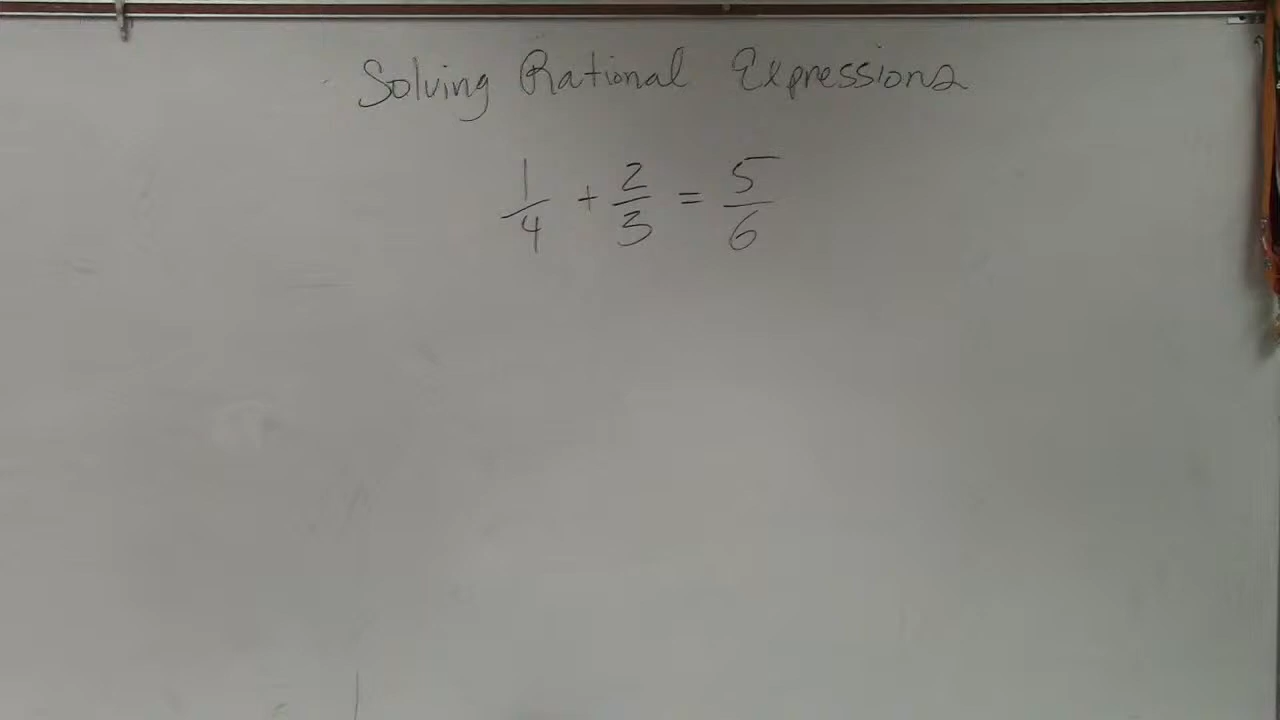 Solving Rational Expressions
1/4 + 2/3 = 5/6